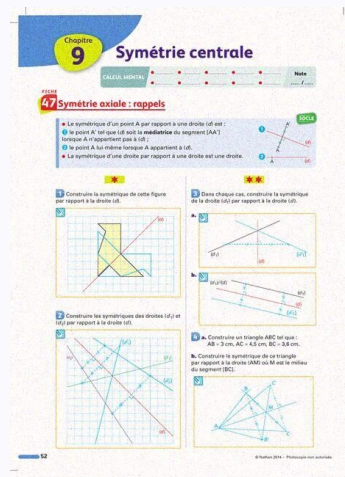 Chapitre
9
Symétrie centrale
CALCUL MENTAL
Note
..... / .....
FICHE
47 Symétrie axiale : rappels
SOCLE
• Le symétrique d'un point A par rapport à une droite (d) est :
1 le point A' tel que (d) soit la médiatrice du segment [AA']
lorsque A n'appartient pas à (d) ;
2 le point A lui même lorsque A appartient à (d).
• La symétrique d'une droite par rapport à une droite est une droite.
1 Construire la symétrique de cette figure
par rapport à la droite (d).
2 Construire les symétriques des droites (d₁) et
(d₂) par rapport à la droite (d).
3 Dans chaque cas, construire la symétrique
de la droite (d₁) par rapport à la droite (d).
a.
(d₁)
(d)
b.
4 a. Construire un triangle ABC tel que :
AB = 3 cm, AC = 4,5 cm, BC = 3,6 cm.
b. Construire le symétrique de ce triangle
par rapport à la droite (AM) où M est le milieu
du segment [BC].
52
© Nathan 2014 – Photocopie non autorisée